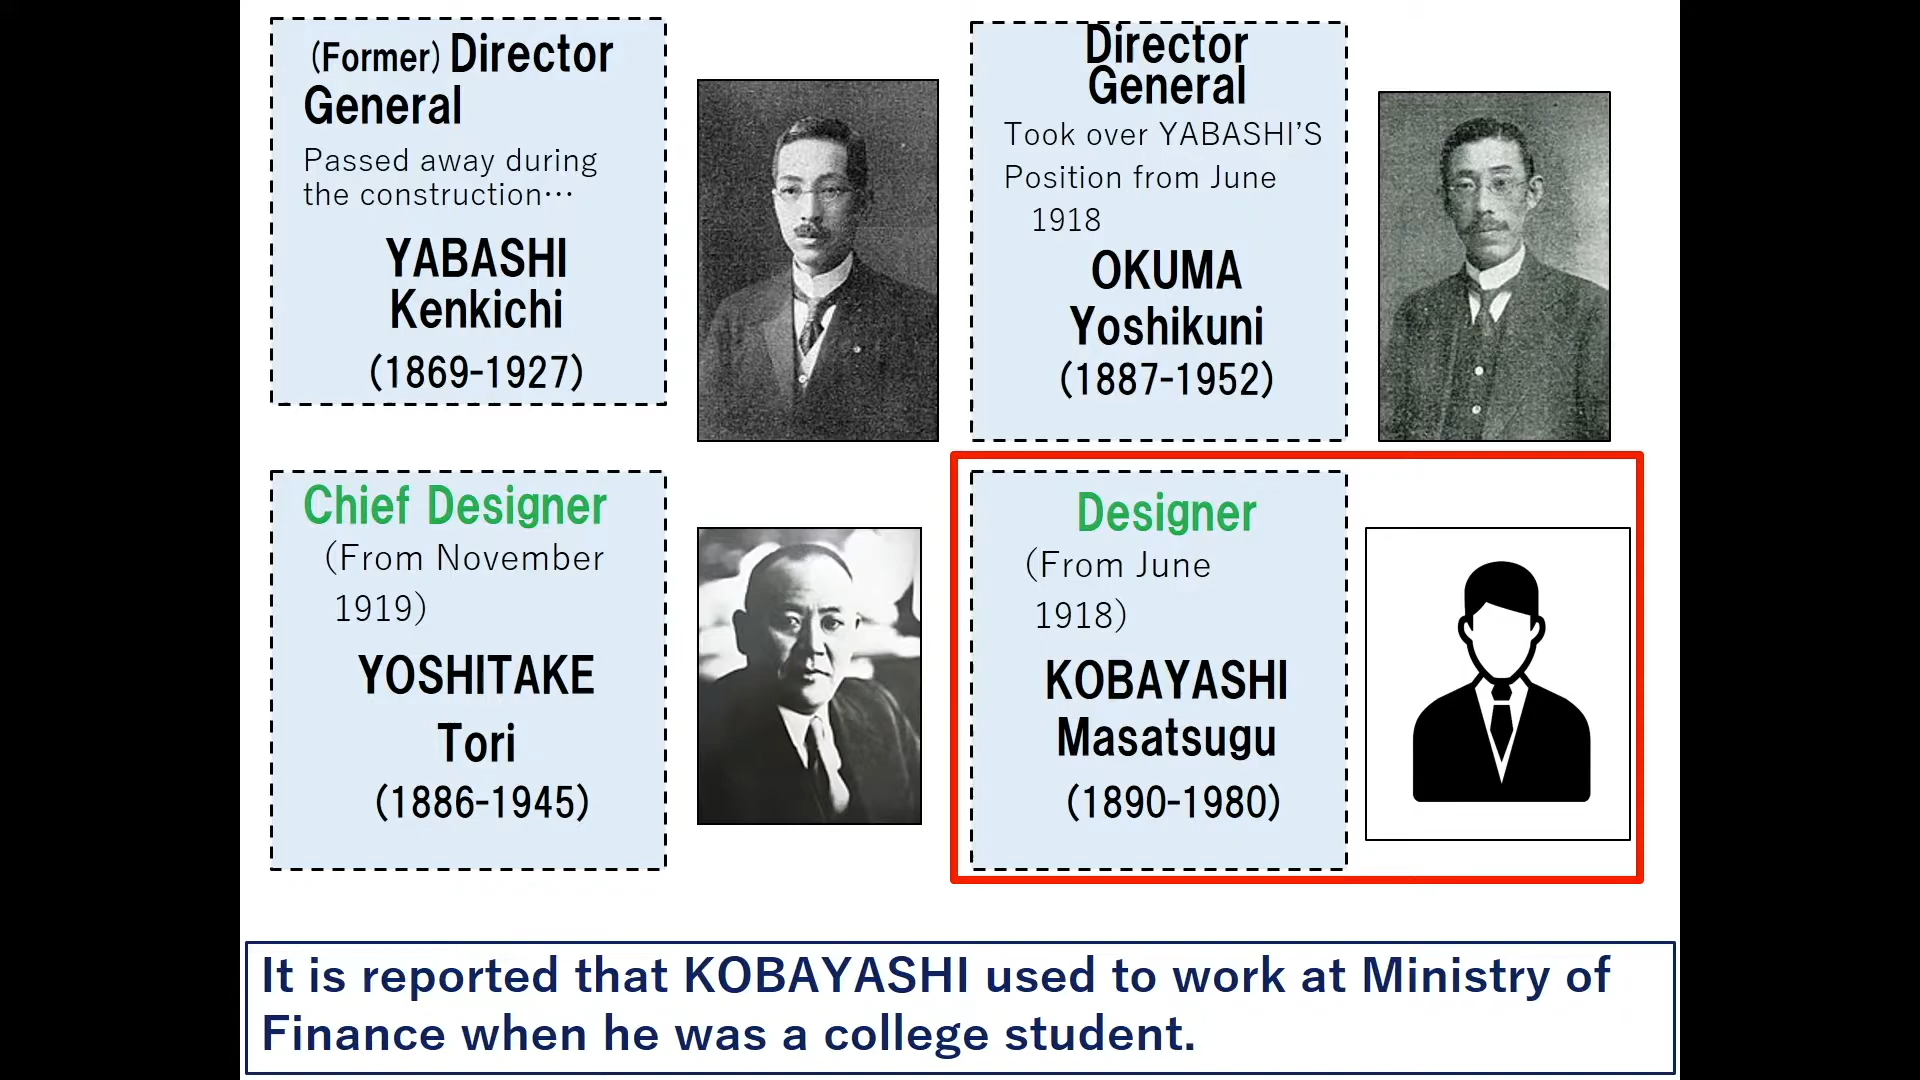 (Former) Director
General
Passed away during
the construction…
YABASHI
Kenkichi
(1869-1927)
Director
General
Took over YABASHI’S
Position from June
1918
OKUMA
Yoshikuni
(1887-1952)
Chief Designer
(From November
1919)
YOSHITAKE
Tori
(1886-1945)
Designer
(From June
1918)
KOBAYASHI
Masatsugu
(1890-1980)
It is reported that KOBAYASHI used to work at Ministry of
Finance when he was a college student.